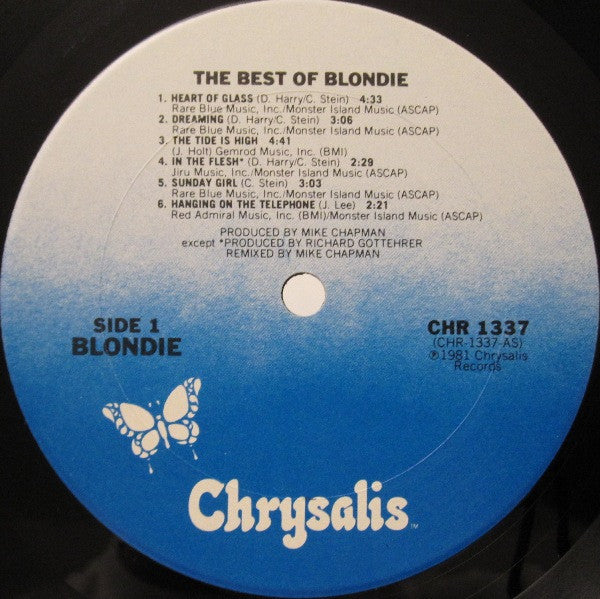 THE BEST OF BLONDIE
1. HEART OF GLASS (D. Harry/C. Stein) 4:33
Rare Blue Music, Inc./Monster Island Music (ASCAP)
2. DREAMING (D. Harry/C. Stein) 3:06
Rare Blue Music, Inc./Monster Island Music (ASCAP)
3. THE TIDE IS HIGH 4:41
(J. Holt) Gemrod Music, Inc. (BMI)
4. IN THE FLESH* (D. Harry/C. Stein) 2:29
Jiru Music, Inc./Monster Island Music (ASCAP)
5. SUNDAY GIRL (C. Stein) 3:03
Rare Blue Music, Inc./Monster Island Music (ASCAP)
6. HANGING ON THE TELEPHONE (J. Lee) 2:21
Red Admiral Music, Inc. (BMI)/Monster Island Music (ASCAP)
PRODUCED BY MIKE CHAPMAN
except *PRODUCED BY RICHARD GOTTEHRER
REMIXED BY MIKE CHAPMAN
SIDE 1
BLONDIE
CHR 1337
(CHR-1337-AS)
℗1981 Chrysalis
Records
Chrysalis™